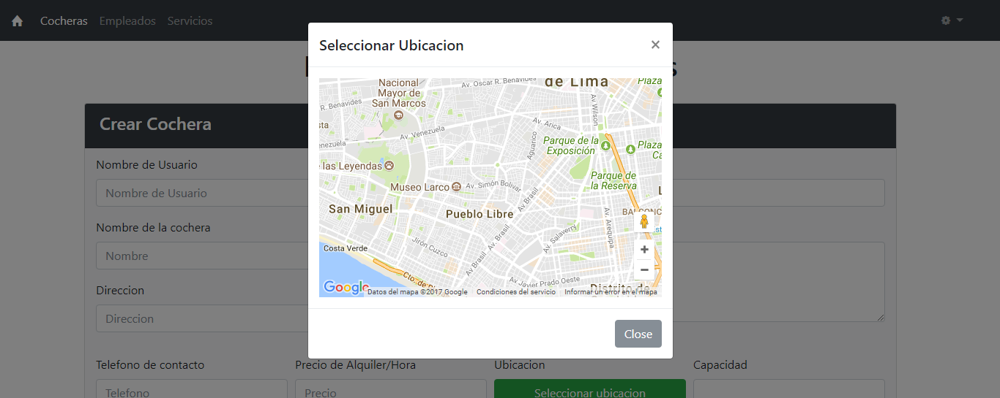 Cocheras Empleados Servicios
Seleccionar Ubicacion ×
Crear Cochera
Nombre de Usuario
Nombre de Usuario
Nombre de la cochera
Nombre
Direccion
Direccion
Telefono de contacto Precio de Alquiler/Hora Ubicacion Capacidad
Telefono Precio Seleccionar ubicacion
Nacional
Mayor de
San Marcos
Av. Oscar R. Benavides
de Lima
Plaza
R. Benavides
Av. Wilson
Av. Arica
Av. Venezuela
Aguarico
Parque de la
Exposición
Plaza
las Leyendas
Museo Larco
Av. Simón Bolívar
Parque de
la Reserva
San Miguel
Pueblo Libre
Av. Brasil
Av. Brasil
Av Brasil
Av. Salaverry
Av. Arequipa
Jirón Cuzco
Costa Verde
Av Javier Prado Oeste
Distrito de
+
−
Google
Datos del mapa ©2017 Google Condiciones del servicio Informar un error en el mapa
Close